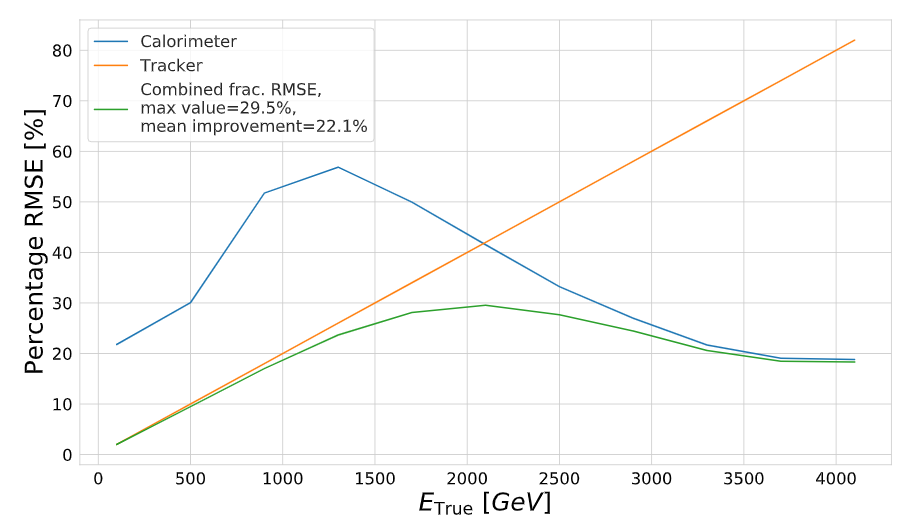 Calorimeter
Tracker
Combined frac. RMSE,
max value=29.5%,
mean improvement=22.1%
Percentage RMSE [%]
80
70
60
50
40
30
20
10
0
0 500 1000 1500 2000 2500 3000 3500 4000
E_True [GeV]